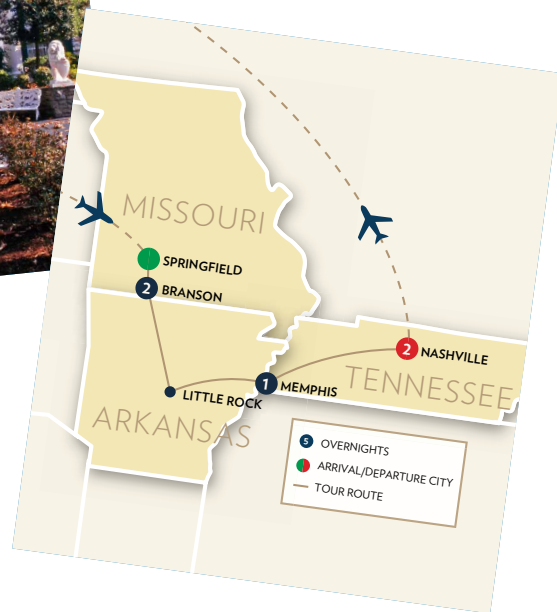 MISSOURI
SPRINGFIELD
2 BRANSON
2 NASHVILLE
1 MEMPHIS
TENNESSEE
LITTLE ROCK
ARKANSAS
5 OVERNIGHTS
ARRIVAL/DEPARTURE CITY
TOUR ROUTE